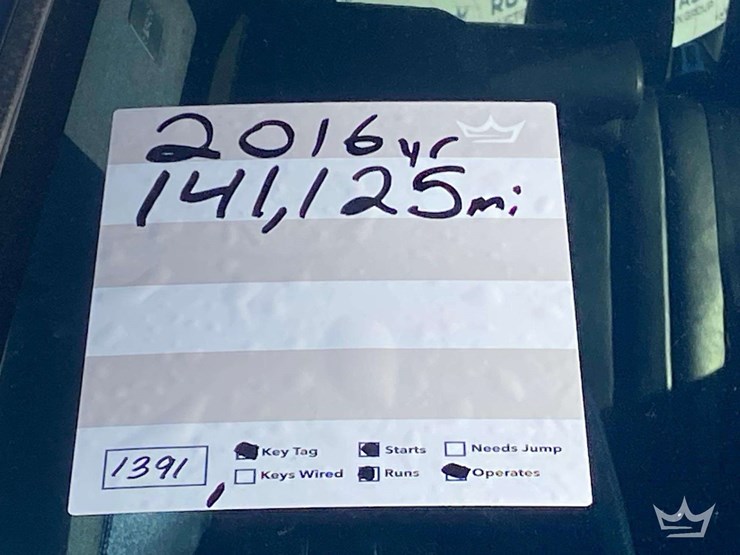 2016 yr
141,125 mi
1391
Key Tag
Starts
Needs Jump
Keys Wired
Runs
Operates